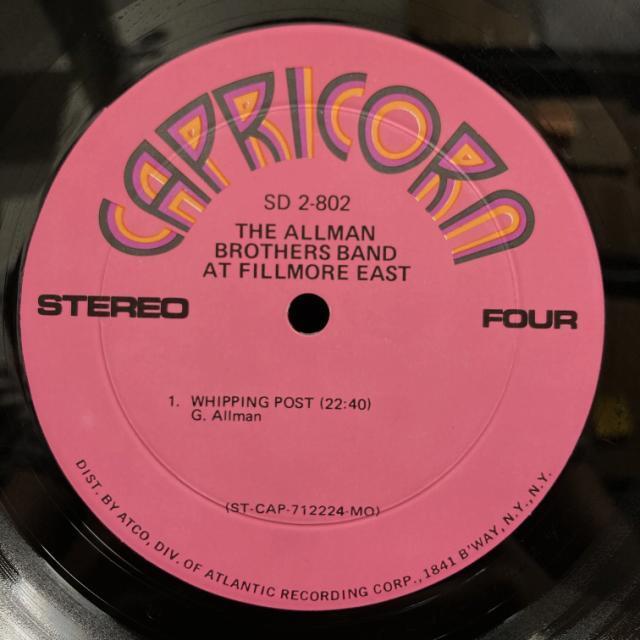 CAPRICORN
SD 2-802
THE ALLMAN
BROTHERS BAND
AT FILLMORE EAST
STEREO
FOUR
1. WHIPPING POST (22:40)
G. Allman
(ST-CAP-712224-MO)
DIST. BY ATCO, DIV. OF ATLANTIC RECORDING CORP., 1841 B'WAY, N.Y., N.Y.